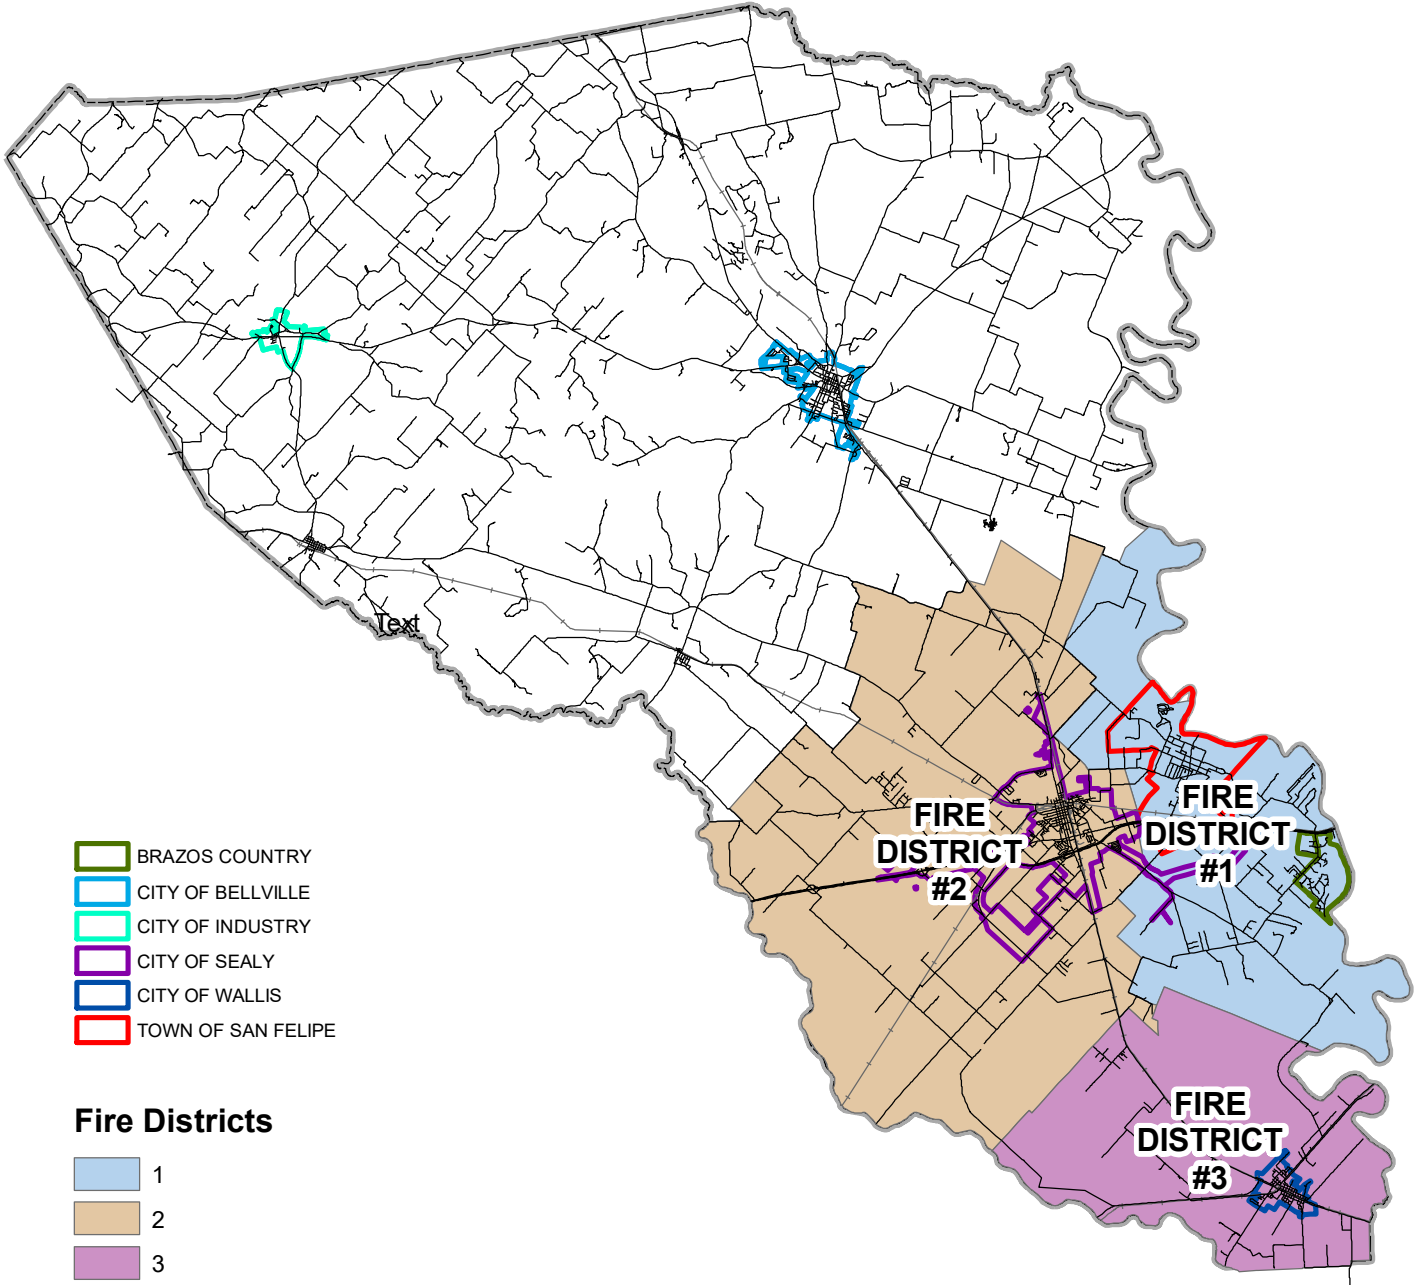 Text
FIRE
DISTRICT
#2
FIRE
DISTRICT
#1
FIRE
DISTRICT
#3
BRAZOS COUNTRY
CITY OF BELLVILLE
CITY OF INDUSTRY
CITY OF SEALY
CITY OF WALLIS
TOWN OF SAN FELIPE
Fire Districts
1
2
3